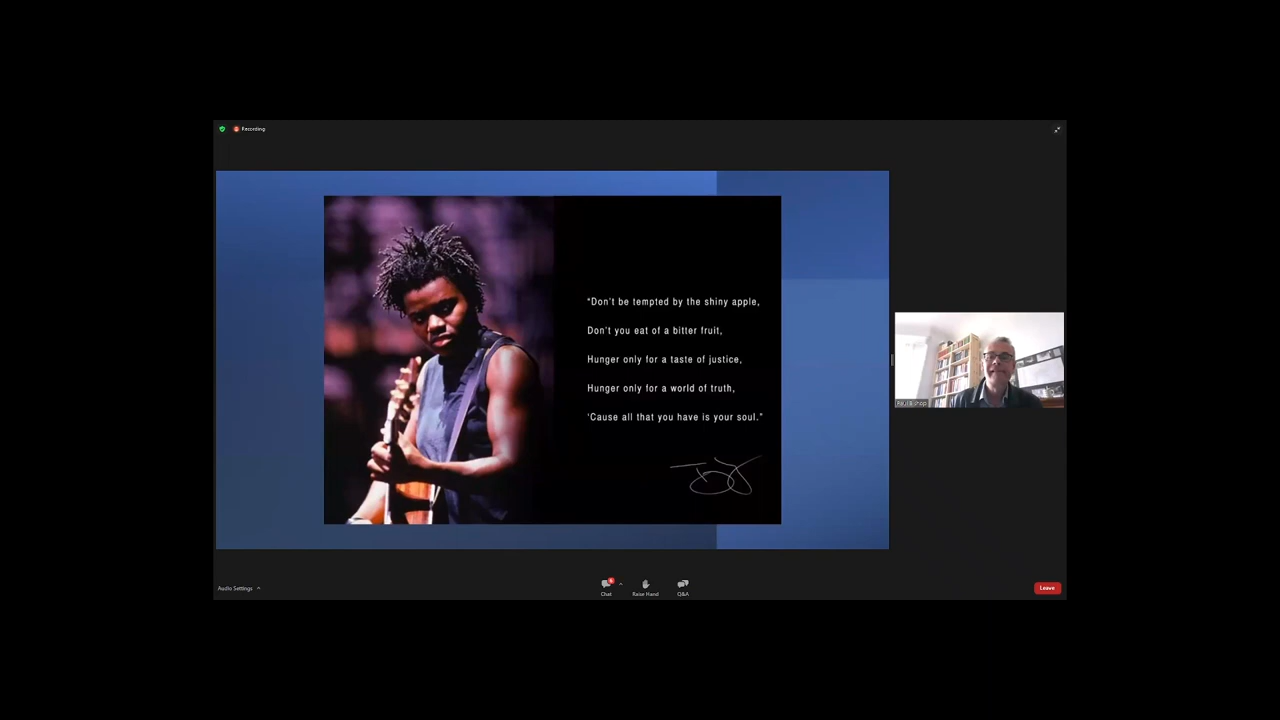 Recording
"Don't be tempted by the shiny apple,
Don't you eat of a bitter fruit,
Hunger only for a taste of justice,
Hunger only for a world of truth,
'Cause all that you have is your soul."
Paul Bishop
Audio Settings
Chat
Raise Hand
Q&A
Leave